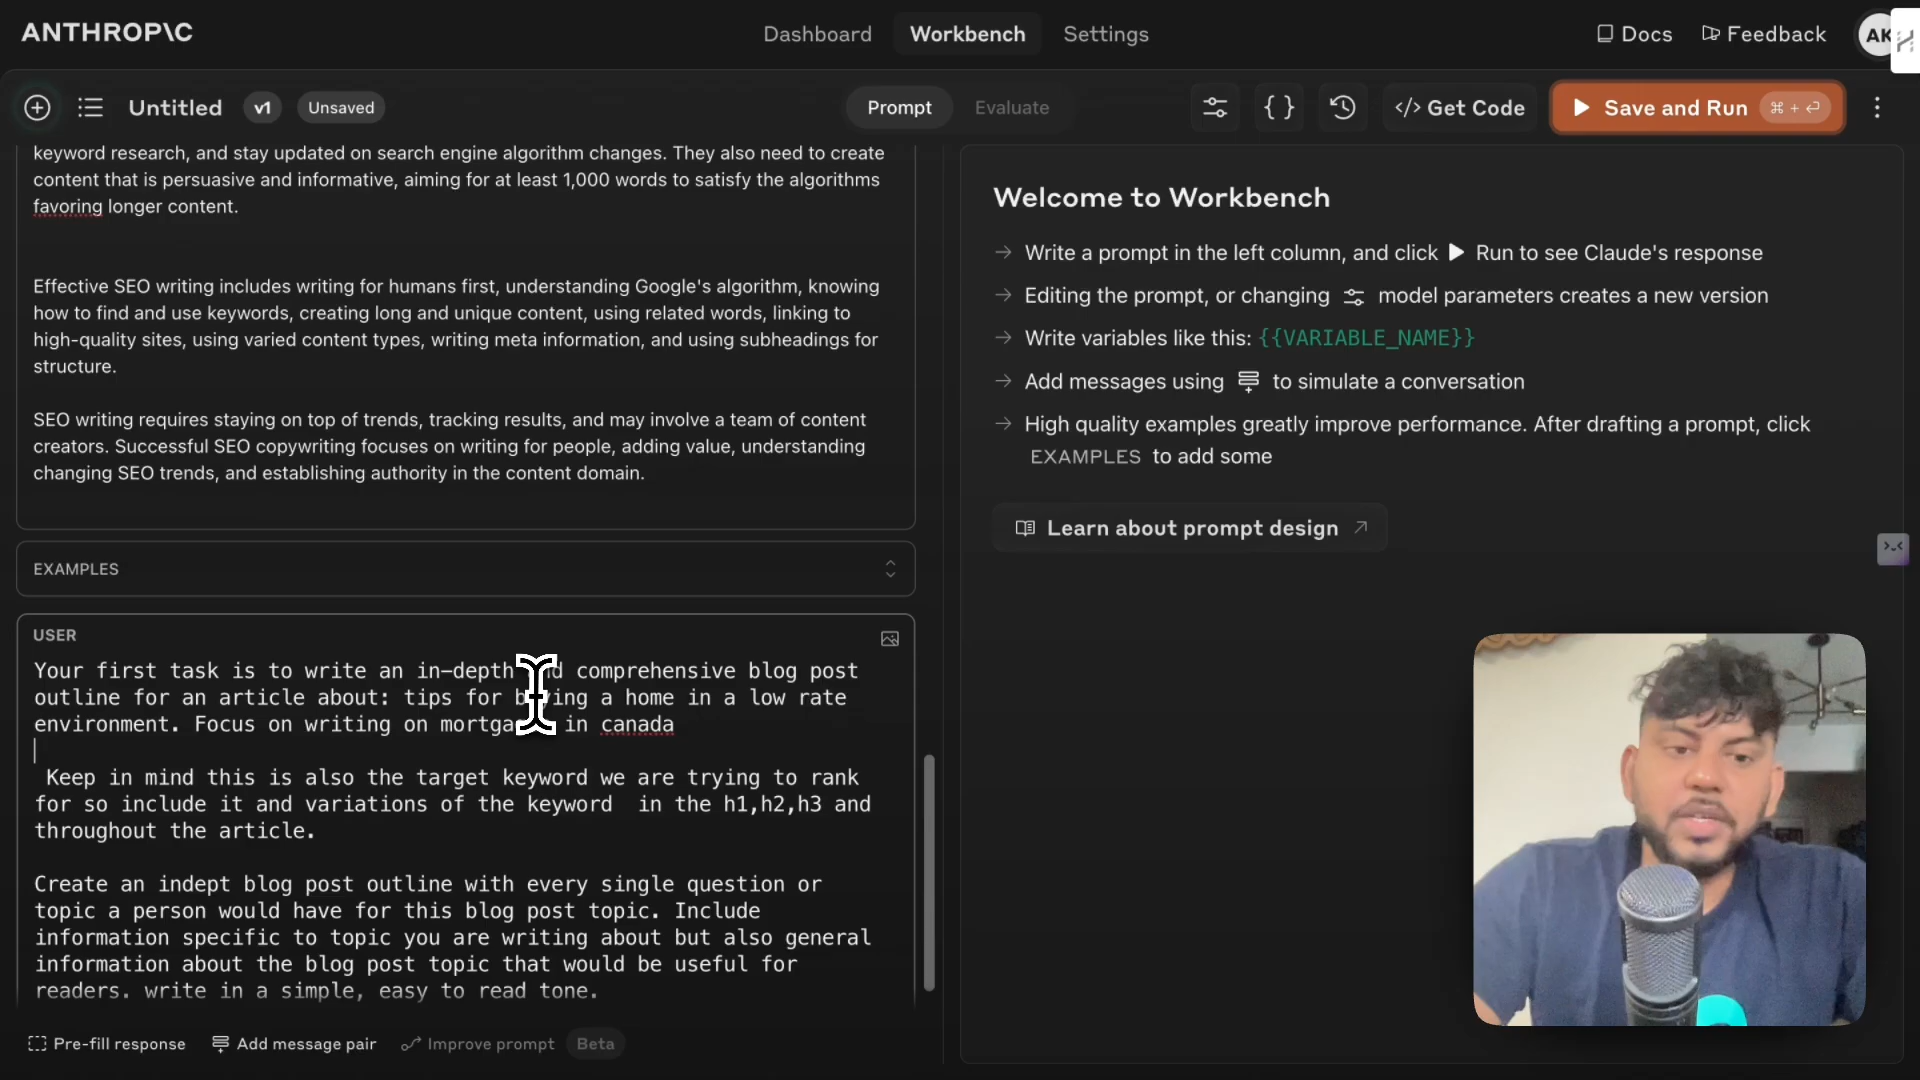 ANTHROP\C
Dashboard
Workbench
Settings
Docs
Feedback
AK
Untitled
v1
Unsaved
Prompt
Evaluate
{ }
</> Get Code
Save and Run
⌘ + ⏎
keyword research, and stay updated on search engine algorithm changes. They also need to create
content that is persuasive and informative, aiming for at least 1,000 words to satisfy the algorithms
favoring longer content.
Effective SEO writing includes writing for humans first, understanding Google's algorithm, knowing
how to find and use keywords, creating long and unique content, using related words, linking to
high-quality sites, using varied content types, writing meta information, and using subheadings for
structure.
SEO writing requires staying on top of trends, tracking results, and may involve a team of content
creators. Successful SEO copywriting focuses on writing for people, adding value, understanding
changing SEO trends, and establishing authority in the content domain.
EXAMPLES
USER
Your first task is to write an in-depth comprehensive blog post
outline for an article about: tips for a home in a low rate
environment. Focus on writing on in canada
Keep in mind this is also the target keyword we are trying to rank
for so include it and variations of the keyword  in the h1,h2,h3 and
throughout the article.
Create an indept blog post outline with every single question or
topic a person would have for this blog post topic. Include
information specific to topic you are writing about but also general
information about the blog post topic that would be useful for
readers. write in a simple, easy to read tone.
Pre-fill response
Add message pair
Improve prompt
Beta
Welcome to Workbench
→ Write a prompt in the left column, and click ▶ Run to see Claude's response
→ Editing the prompt, or changing model parameters creates a new version
→ Write variables like this: {{VARIABLE_NAME}}
→ Add messages using to simulate a conversation
→ High quality examples greatly improve performance. After drafting a prompt, click
EXAMPLES to add some
Learn about prompt design ↗